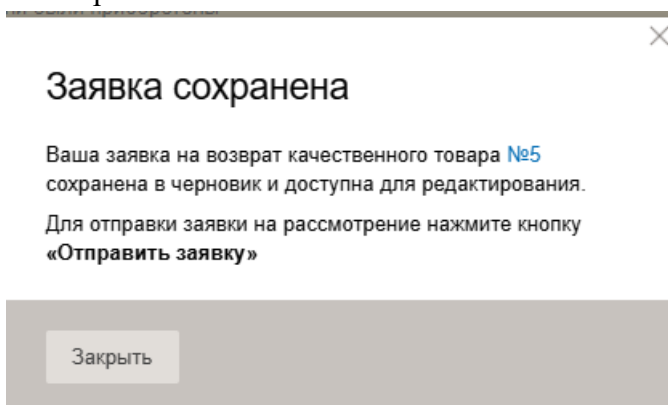 Заявка сохранена
Ваша заявка на возврат качественного товара №5
сохранена в черновик и доступна для редактирования.
Для отправки заявки на рассмотрение нажмите кнопку
«Отправить заявку»
Закрыть